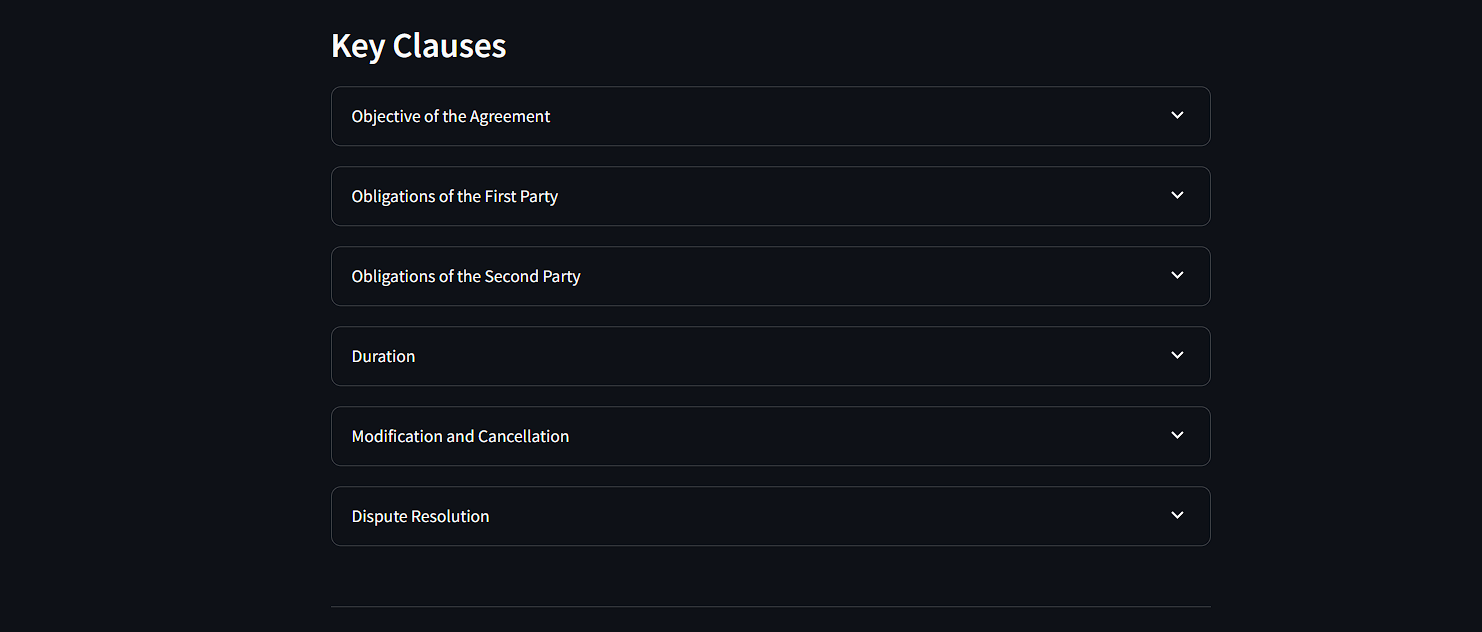 Key Clauses
Objective of the Agreement
Obligations of the First Party
Obligations of the Second Party
Duration
Modification and Cancellation
Dispute Resolution